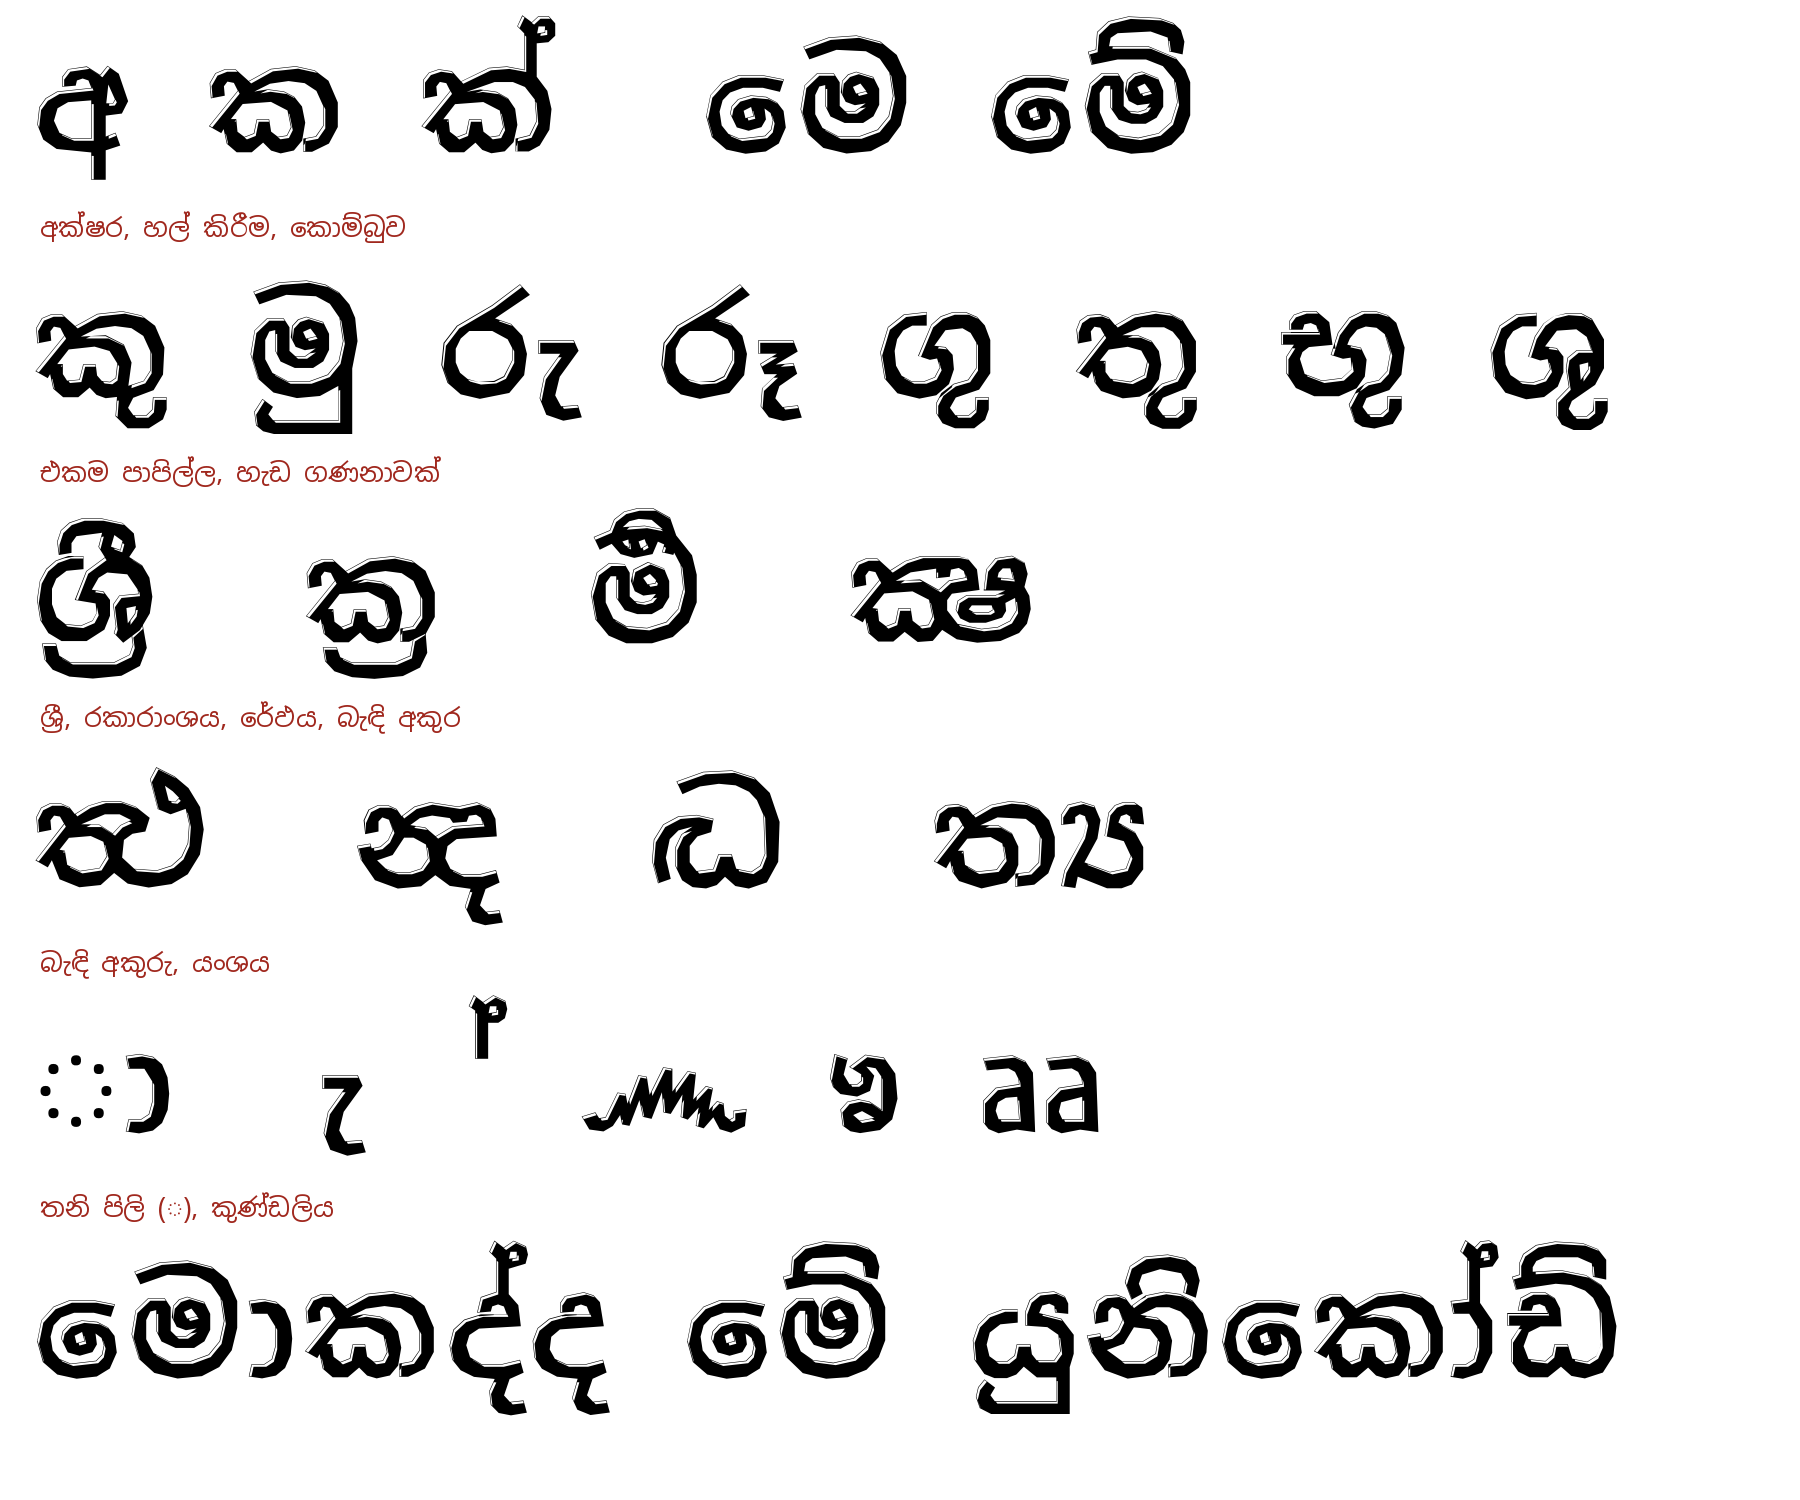 අ ක ක් මෙ මේ
අක්ෂර, හල් කිරීම, කොම්බුව
කු මු රු රූ ගු තු භු ශු
එකම පාපිල්ල, හැඩ ගණනාවක්
ශ්‍රී ක්‍ර ර්‍ම ක්‍ෂ
ශ්‍රී, රකාරාංශය, රේඵය, බැඳි අකුර
ත්‍ථ න්‍ද ද්‍ධ ත්‍ය
බැඳි අකුරු, යංශය
◌ා ෑ ් ෴ ඏ ෲ
තනි පිලි (◌), කුණ්ඩලිය
මොකද්ද මේ යුනිකෝඩ්